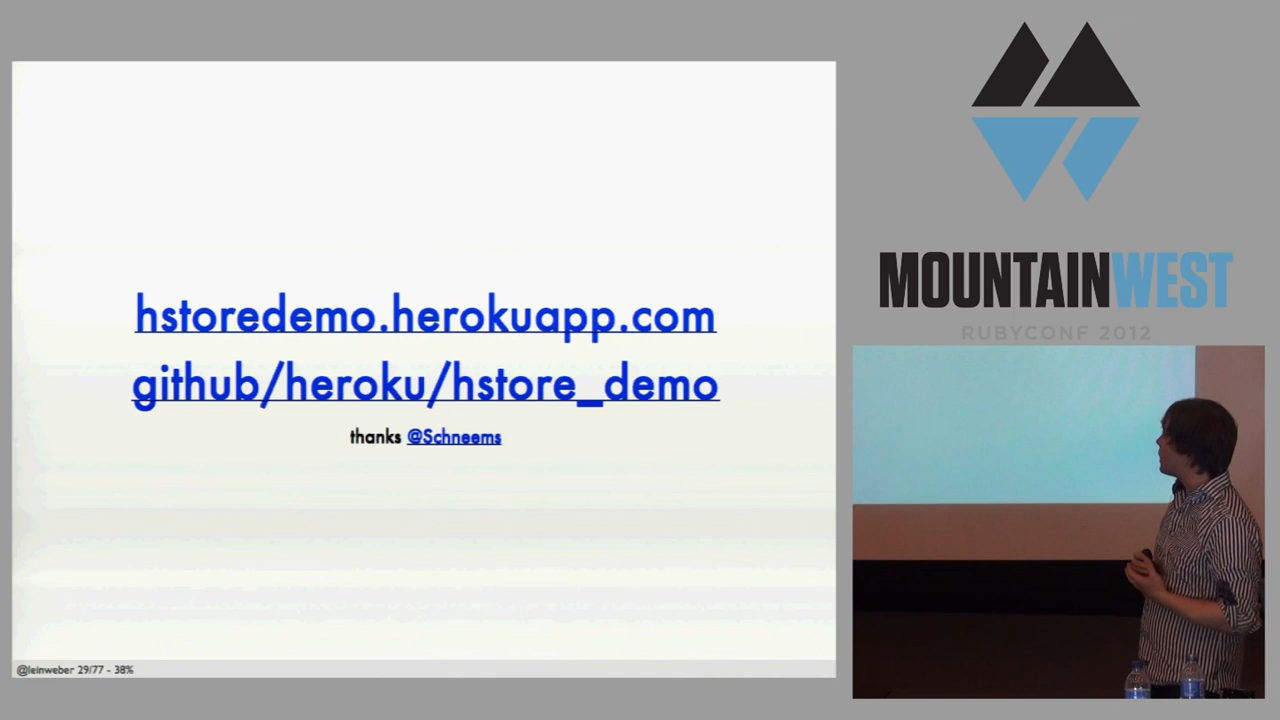 hstoredemo.herokuapp.com
github/heroku/hstore_demo
thanks @Schneems
@leinweber 29/77 - 38%
MOUNTAINWEST
RUBYCONF 2012